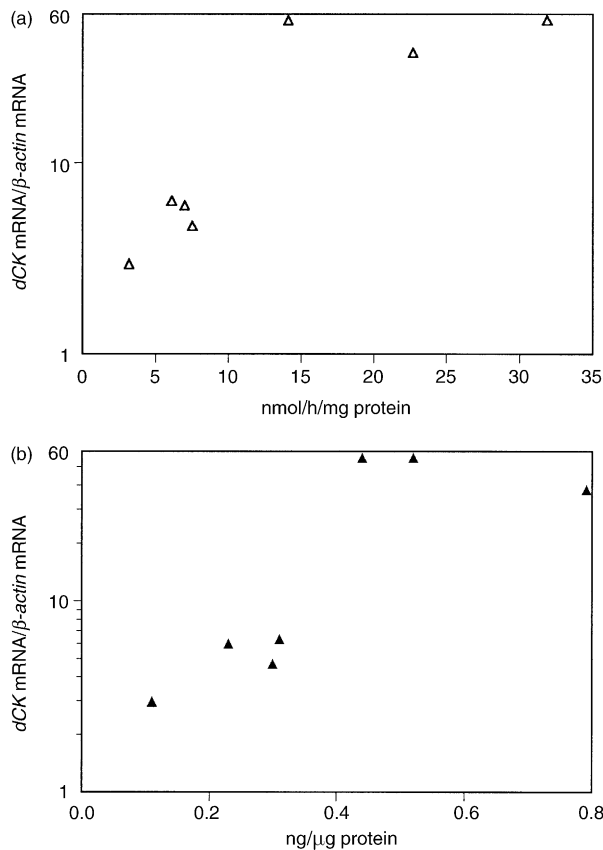 (a)
60
10
1
dCK mRNA/β-actin mRNA
0 5 10 15 20 25 30 35
nmol/h/mg protein
(b)
60
10
1
dCK mRNA/β-actin mRNA
0.0 0.2 0.4 0.6 0.8
ng/μg protein